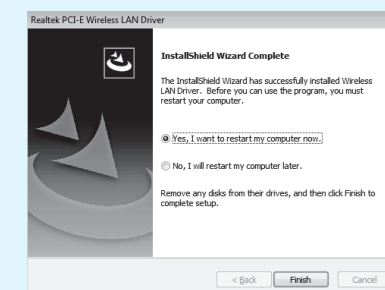 Realtek PCI-E Wireless LAN Driver
InstallShield Wizard Complete
The InstallShield Wizard has successfully installed Wireless
LAN Driver. Before you can use the program, you must
restart your computer.
Yes, I want to restart my computer now.
No, I will restart my computer later.
Remove any disks from their drives, and then click Finish to
complete setup.
< Back Finish Cancel